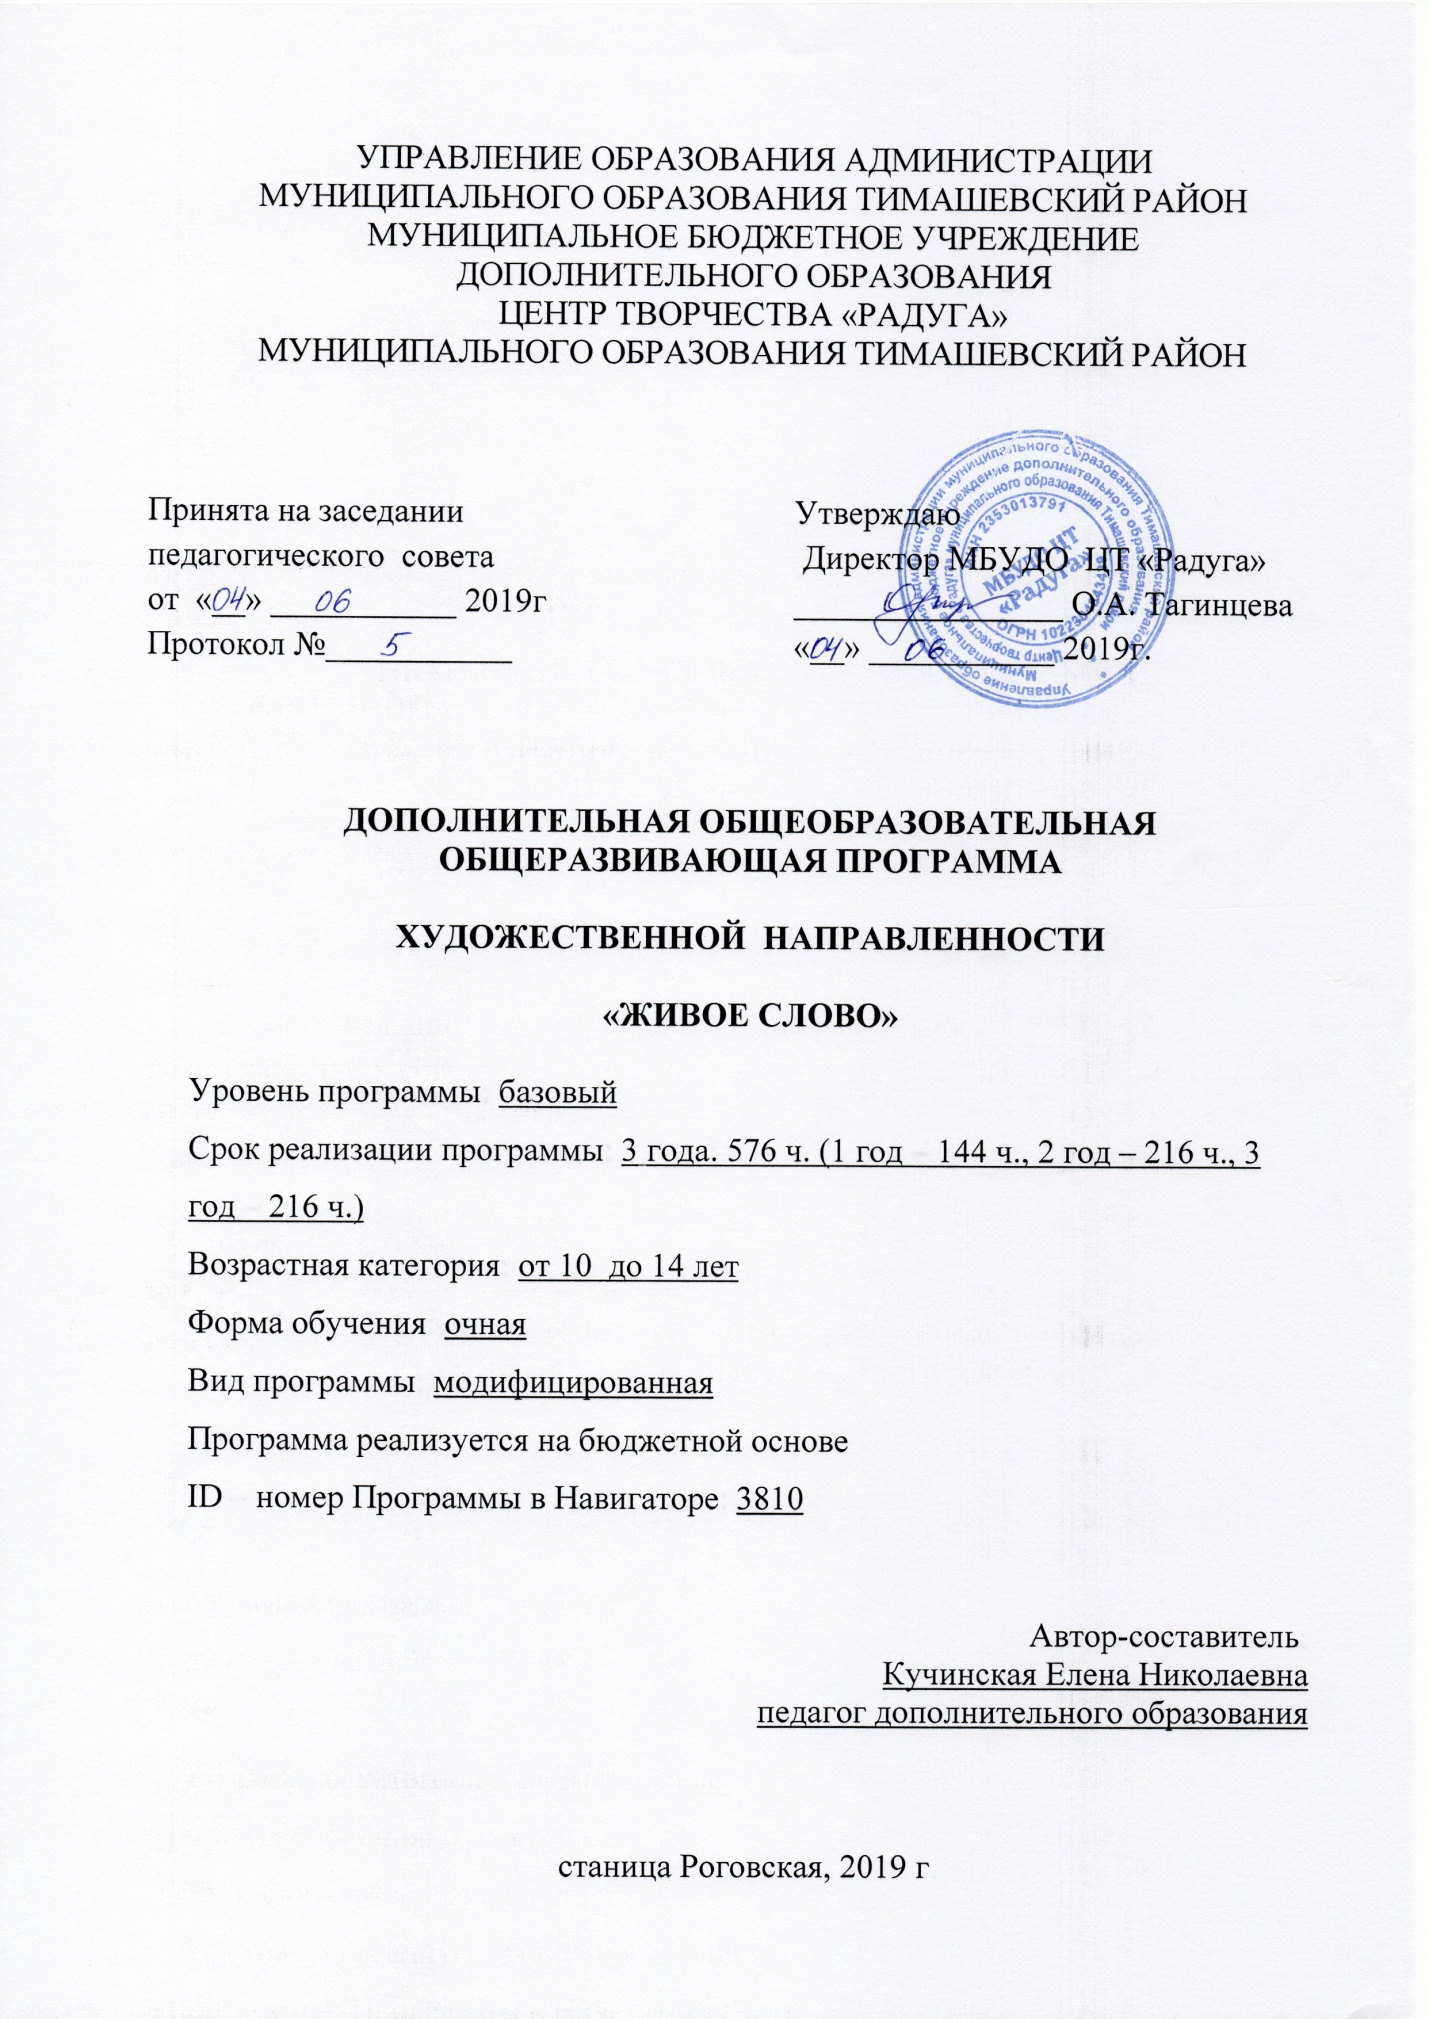 УПРАВЛЕНИЕ ОБРАЗОВАНИЯ АДМИНИСТРАЦИИ
МУНИЦИПАЛЬНОГО ОБРАЗОВАНИЯ ТИМАШЕВСКИЙ РАЙОН
МУНИЦИПАЛЬНОЕ БЮДЖЕТНОЕ УЧРЕЖДЕНИЕ
ДОПОЛНИТЕЛЬНОГО ОБРАЗОВАНИЯ
ЦЕНТР ТВОРЧЕСТВА «РАДУГА»
МУНИЦИПАЛЬНОГО ОБРАЗОВАНИЯ ТИМАШЕВСКИЙ РАЙОН
Принята на заседании
педагогического совета
от «04» 06 2019г
Протокол № 5
Утверждаю
Директор МБУДО ЦТ «Радуга»
О.А. Тагинцева
«04» 06 2019г.
ИНН 2353013791
МБУДО ЦТ
«Радуга»
ДОПОЛНИТЕЛЬНАЯ ОБЩЕОБРАЗОВАТЕЛЬНАЯ
ОБЩЕРАЗВИВАЮЩАЯ ПРОГРАММА
ХУДОЖЕСТВЕННОЙ НАПРАВЛЕННОСТИ
«ЖИВОЕ СЛОВО»
Уровень программы базовый
Срок реализации программы 3 года. 576 ч. (1 год – 144 ч., 2 год – 216 ч., 3
год – 216 ч.)
Возрастная категория от 10 до 14 лет
Форма обучения очная
Вид программы модифицированная
Программа реализуется на бюджетной основе
ID номер Программы в Навигаторе 3810
Автор-составитель
Кучинская Елена Николаевна
педагог дополнительного образования
станица Роговская, 2019 г